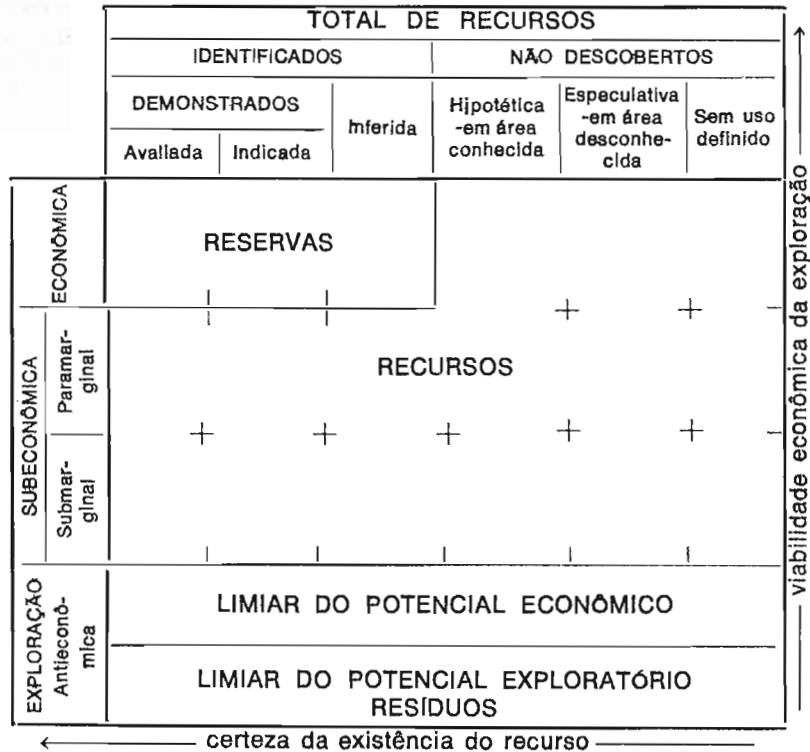 TOTAL DE RECURSOS
IDENTIFICADOS
NÃO DESCOBERTOS
DEMONSTRADOS
Inferida
Hipotética
-em área
conhecida
Especulativa
-em área
desconhe-
cida
Sem uso
definido
Avaliada
Indicada
ECONÔMICA
RESERVAS
SUBECONÔMICA
Paramar-
ginal
RECURSOS
Submar-
ginal
EXPLORAÇÃO
Antieconô-
mica
LIMIAR DO POTENCIAL ECONÔMICO
LIMIAR DO POTENCIAL EXPLORATÓRIO
RESÍDUOS
certeza da existência do recurso
viabilidade econômica da exploração